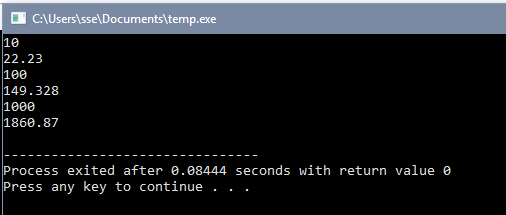 C:\Users\sse\Documents\temp.exe
10
22.23
100
149.328
1000
1860.87
--------------------------------
Process exited after 0.08444 seconds with return value 0
Press any key to continue . . .